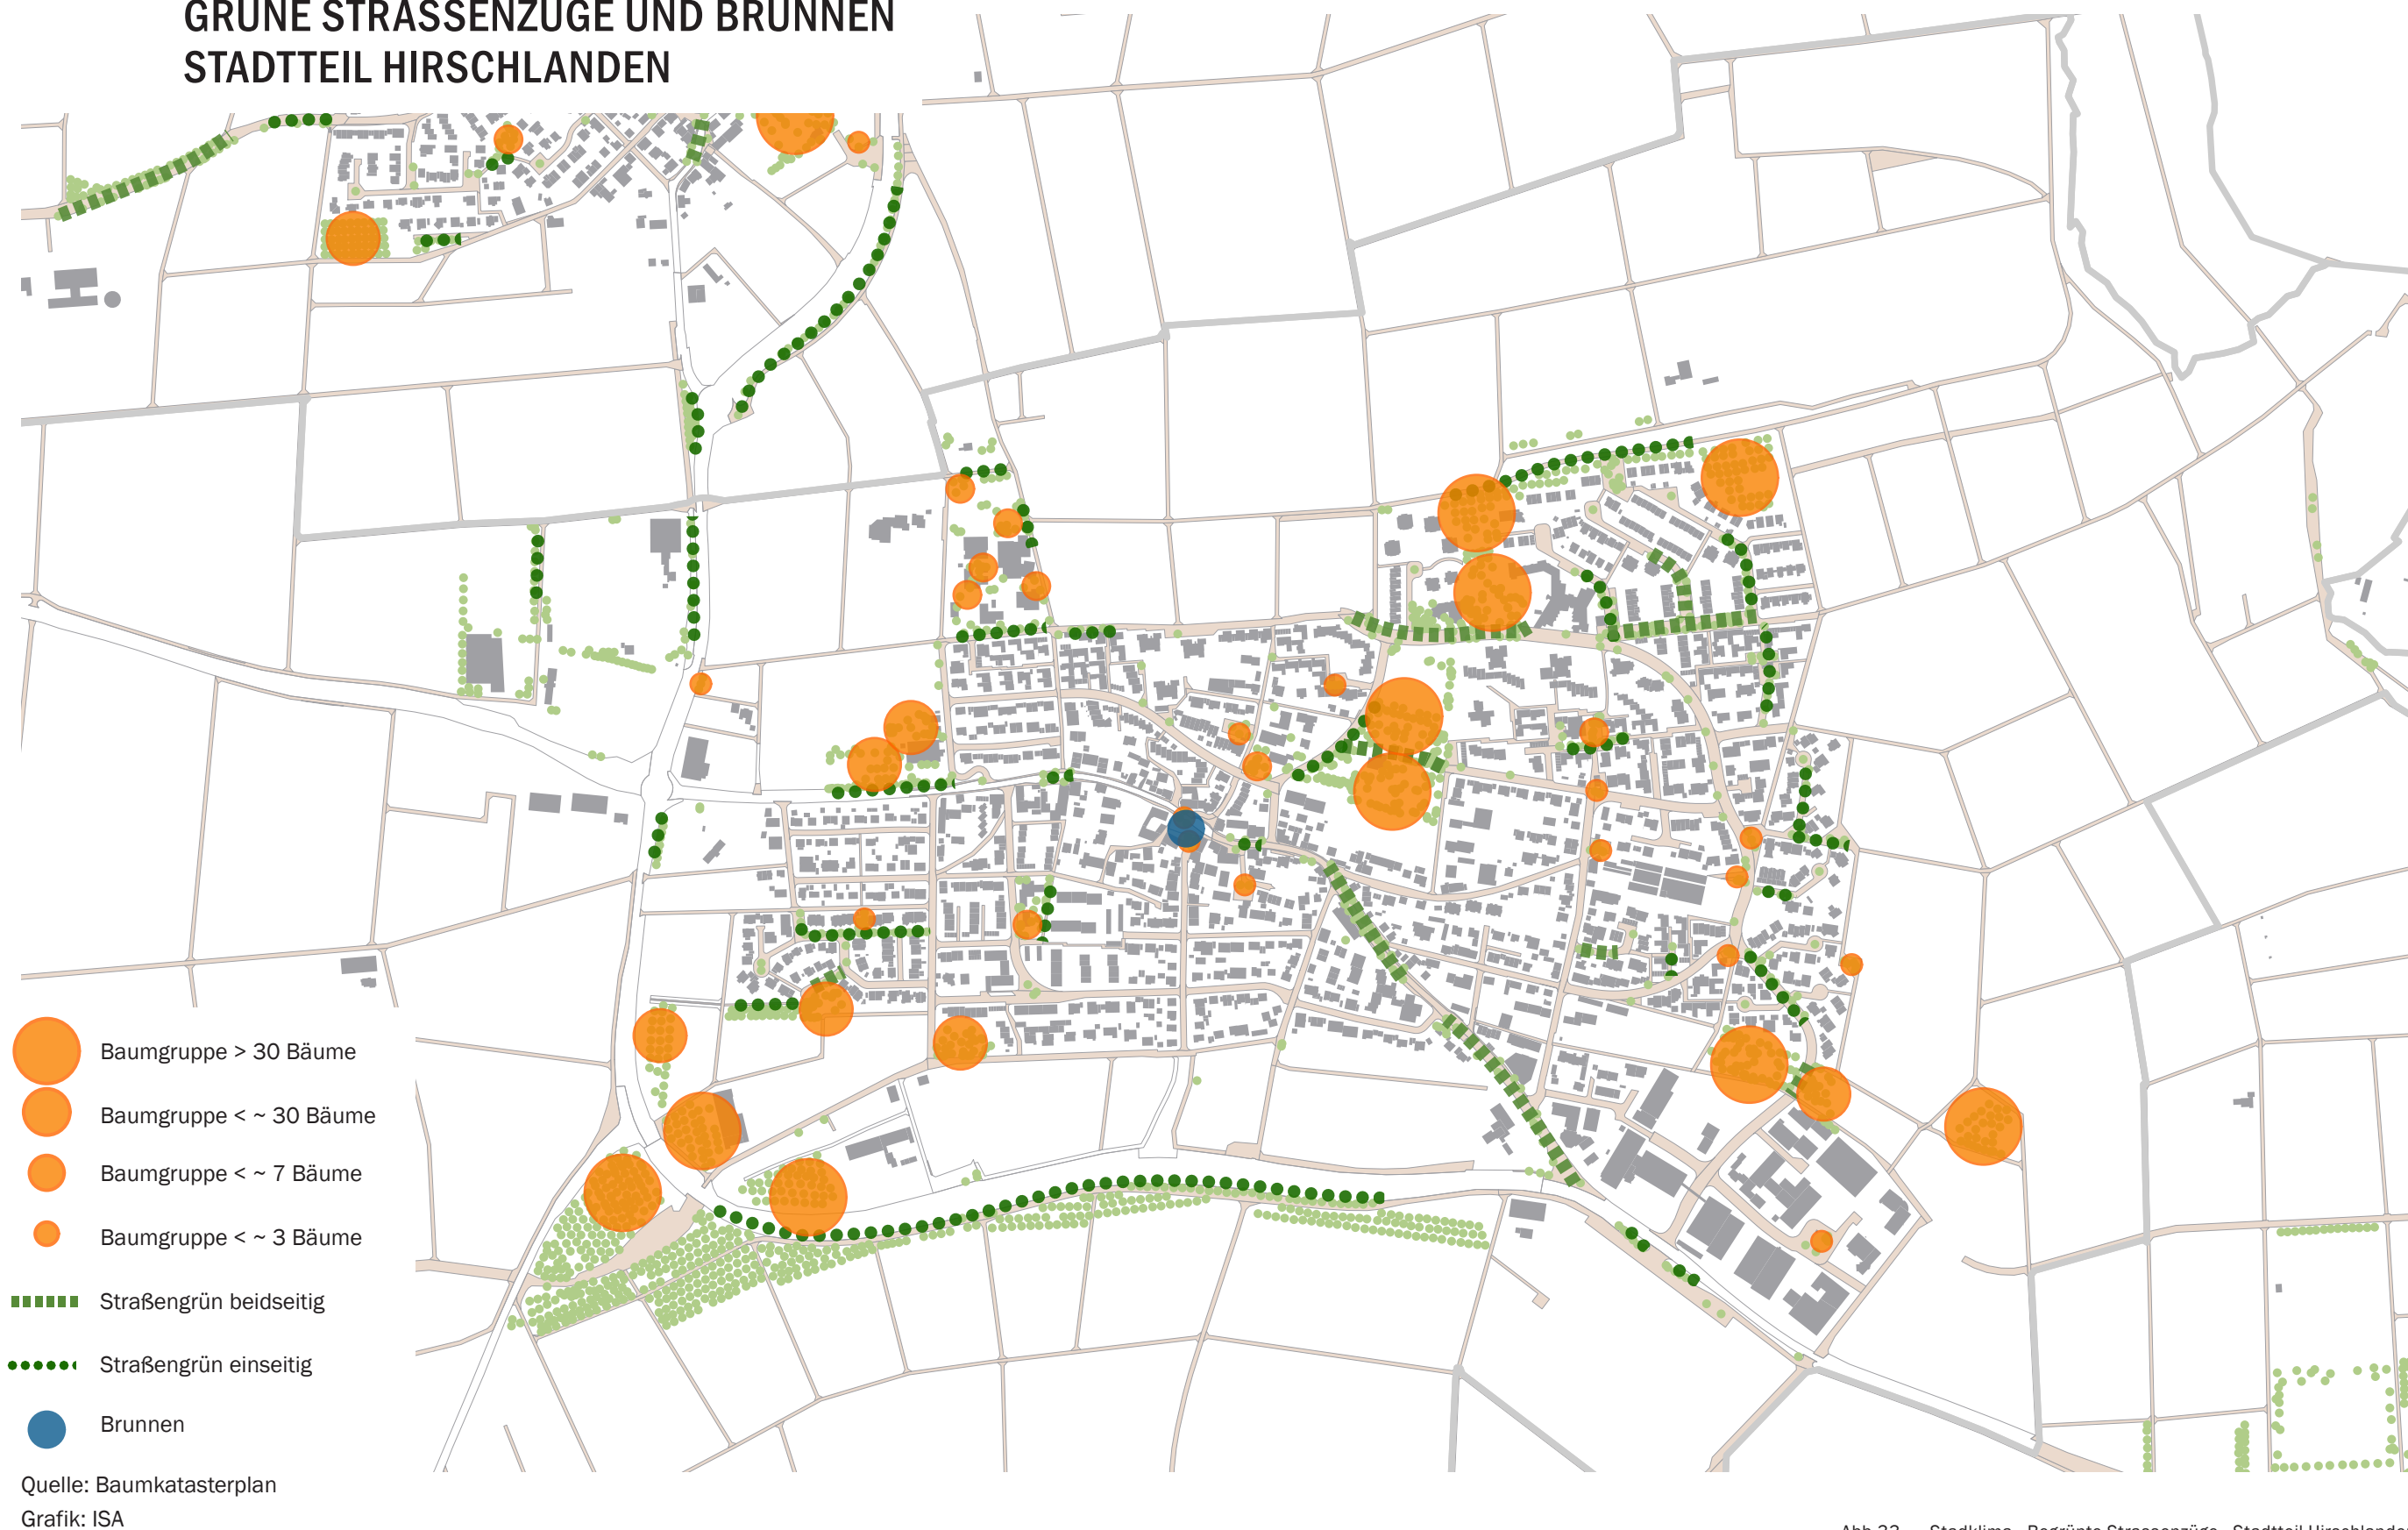 GRÜNE STRASSENZÜGE UND BRUNNEN
STADTTEIL HIRSCHLANDEN
Baumgruppe > 30 Bäume
Baumgruppe < ~ 30 Bäume
Baumgruppe < ~ 7 Bäume
Baumgruppe < ~ 3 Bäume
Straßengrün beidseitig
Straßengrün einseitig
Brunnen
Quelle: Baumkatasterplan
Grafik: ISA